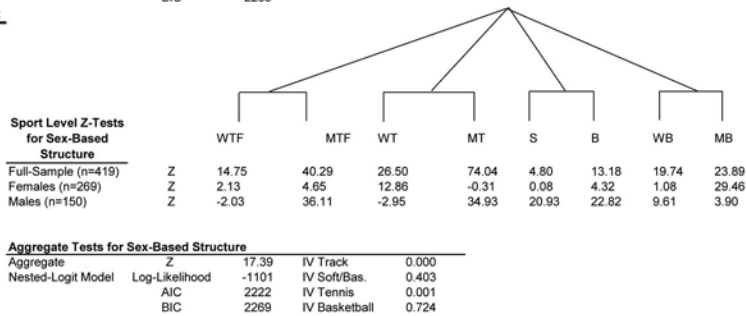 Sport Level Z-Tests
for Sex-Based
Structure
WTF MTF WT MT S B WB MB
Full-Sample (n=419) Z 14.75 40.29 26.50 74.04 4.80 13.18 19.74 23.89
Females (n=269) Z 2.13 4.65 12.86 -0.31 0.08 4.32 1.08 29.46
Males (n=150) Z -2.03 36.11 -2.95 34.93 20.93 22.82 9.61 3.90
Aggregate Tests for Sex-Based Structure
Aggregate Z 17.39 IV Track 0.000
Nested-Logit Model Log-Likelihood -1101 IV Soft/Bas. 0.403
AIC 2222 IV Tennis 0.001
BIC 2269 IV Basketball 0.724